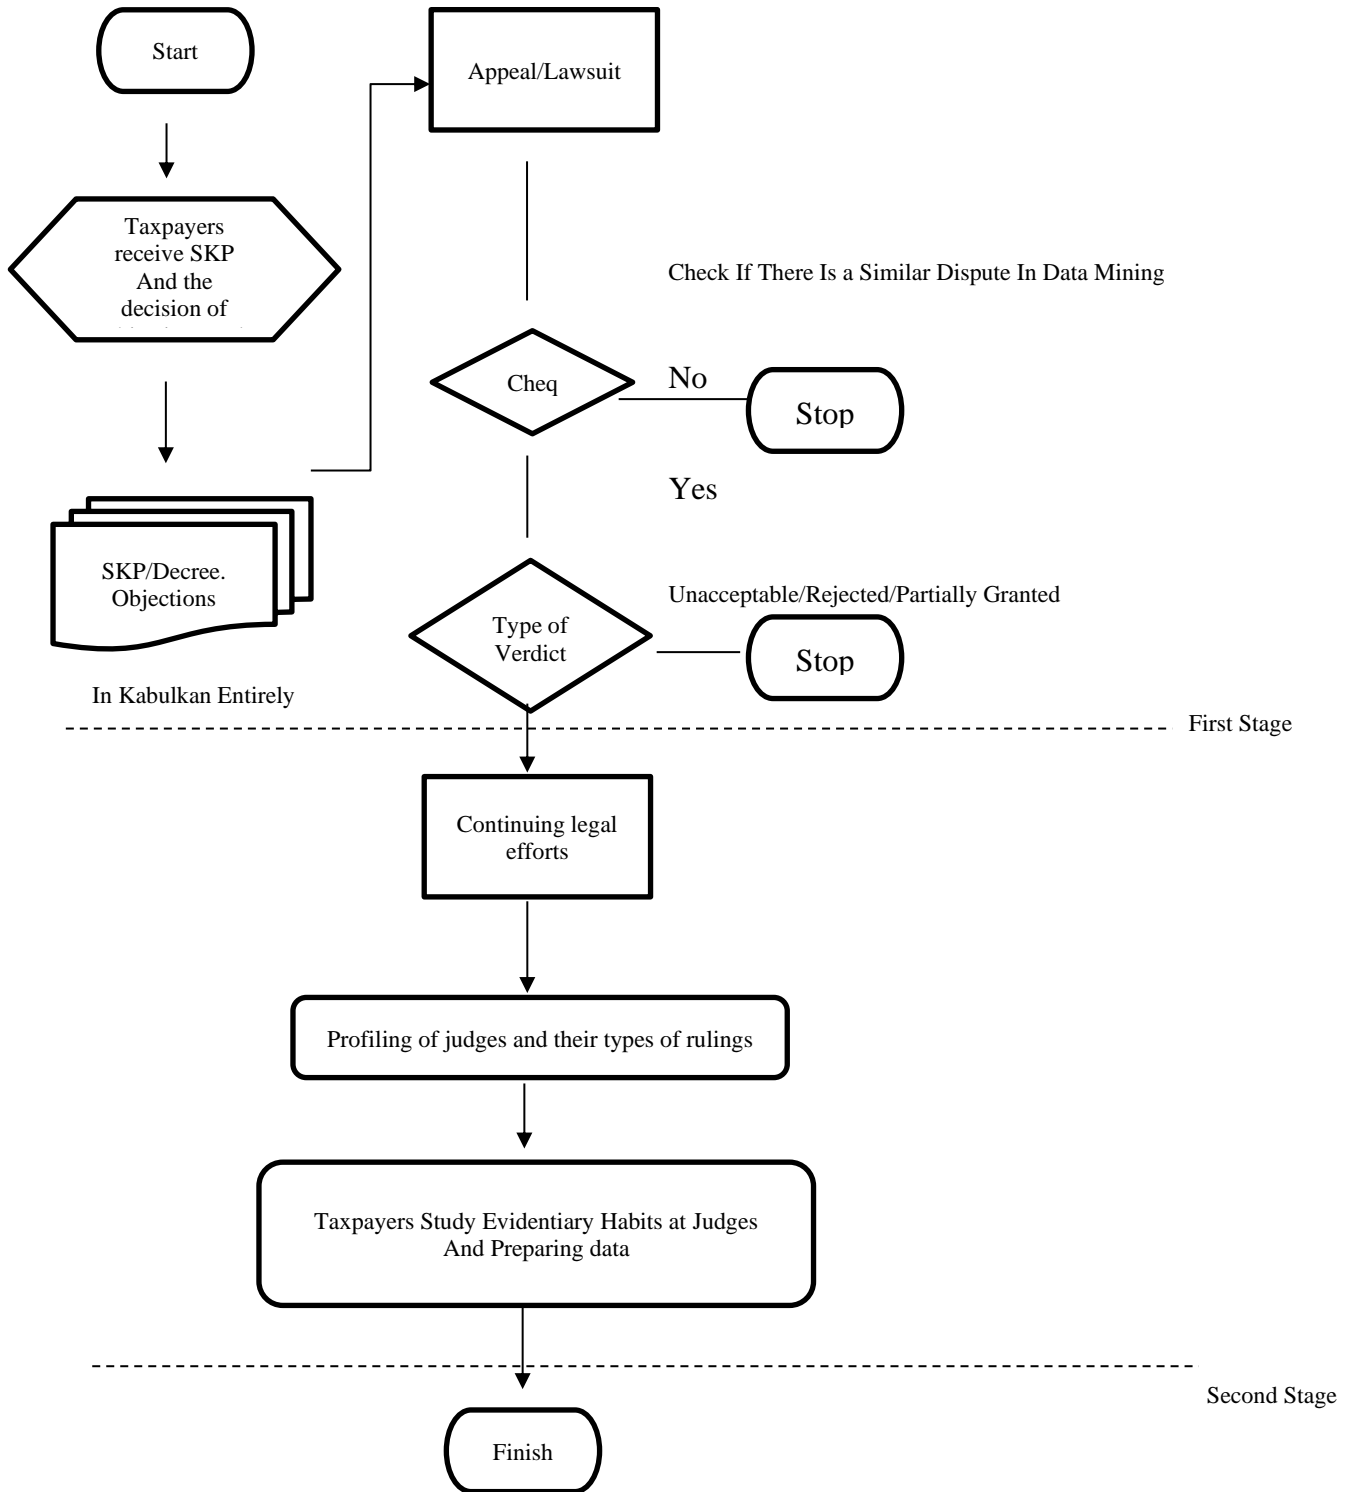 Start
Taxpayers
receive SKP
And the
decision of
SKP/Decree.
Objections
In Kabulkan Entirely
Appeal/Lawsuit
Check If There Is a Similar Dispute In Data Mining
Cheq
No
Stop
Yes
Type of
Verdict
Unacceptable/Rejected/Partially Granted
Stop
First Stage
Continuing legal
efforts
Profiling of judges and their types of rulings
Taxpayers Study Evidentiary Habits at Judges
And Preparing data
Second Stage
Finish